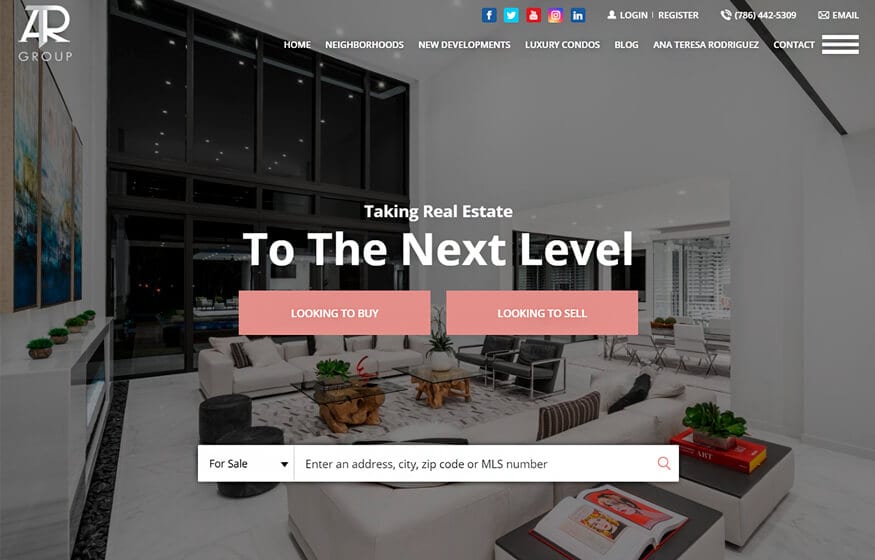 ATR
GROUP
LOGIN | REGISTER
(786) 442-5309
EMAIL
HOME
NEIGHBORHOODS
NEW DEVELOPMENTS
LUXURY CONDOS
BLOG
ANA TERESA RODRIGUEZ
CONTACT
Taking Real Estate
To The Next Level
LOOKING TO BUY
LOOKING TO SELL
For Sale
Enter an address, city, zip code or MLS number
ART